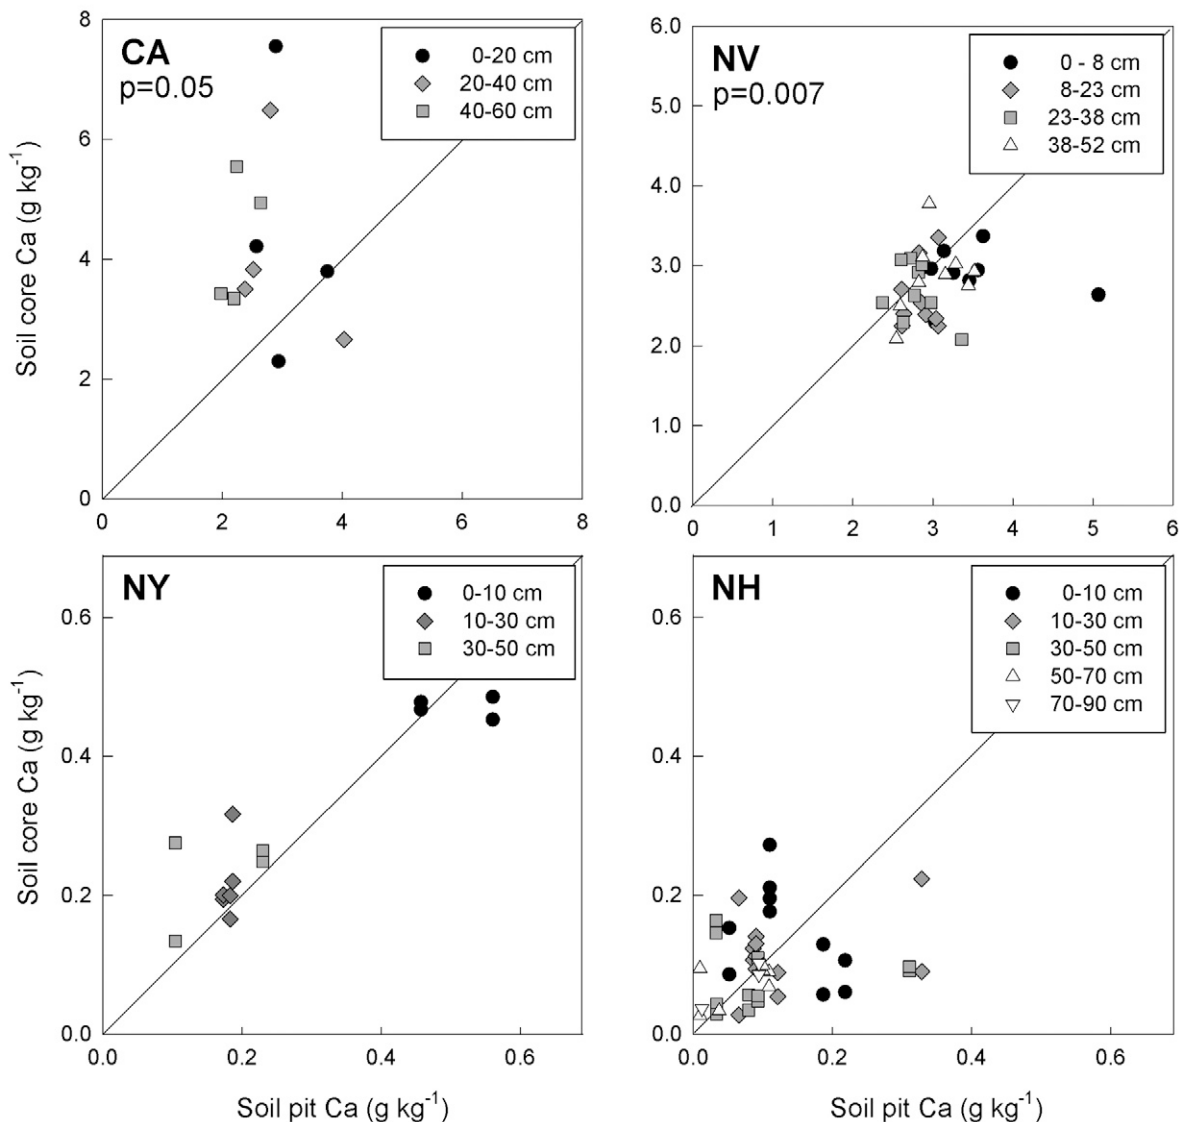 CA
p=0.05
0-20 cm
20-40 cm
40-60 cm
8
6
4
2
0
0 2 4 6 8
Soil core Ca (g kg⁻¹)
NV
p=0.007
0 - 8 cm
8-23 cm
23-38 cm
38-52 cm
6.0
5.0
4.0
3.0
2.0
1.0
0.0
0 1 2 3 4 5 6
NY
0-10 cm
10-30 cm
30-50 cm
0.6
0.4
0.2
0.0
0.0 0.2 0.4 0.6
Soil core Ca (g kg⁻¹)
Soil pit Ca (g kg⁻¹)
NH
0-10 cm
10-30 cm
30-50 cm
50-70 cm
70-90 cm
0.6
0.4
0.2
0.0
0.0 0.2 0.4 0.6
Soil pit Ca (g kg⁻¹)